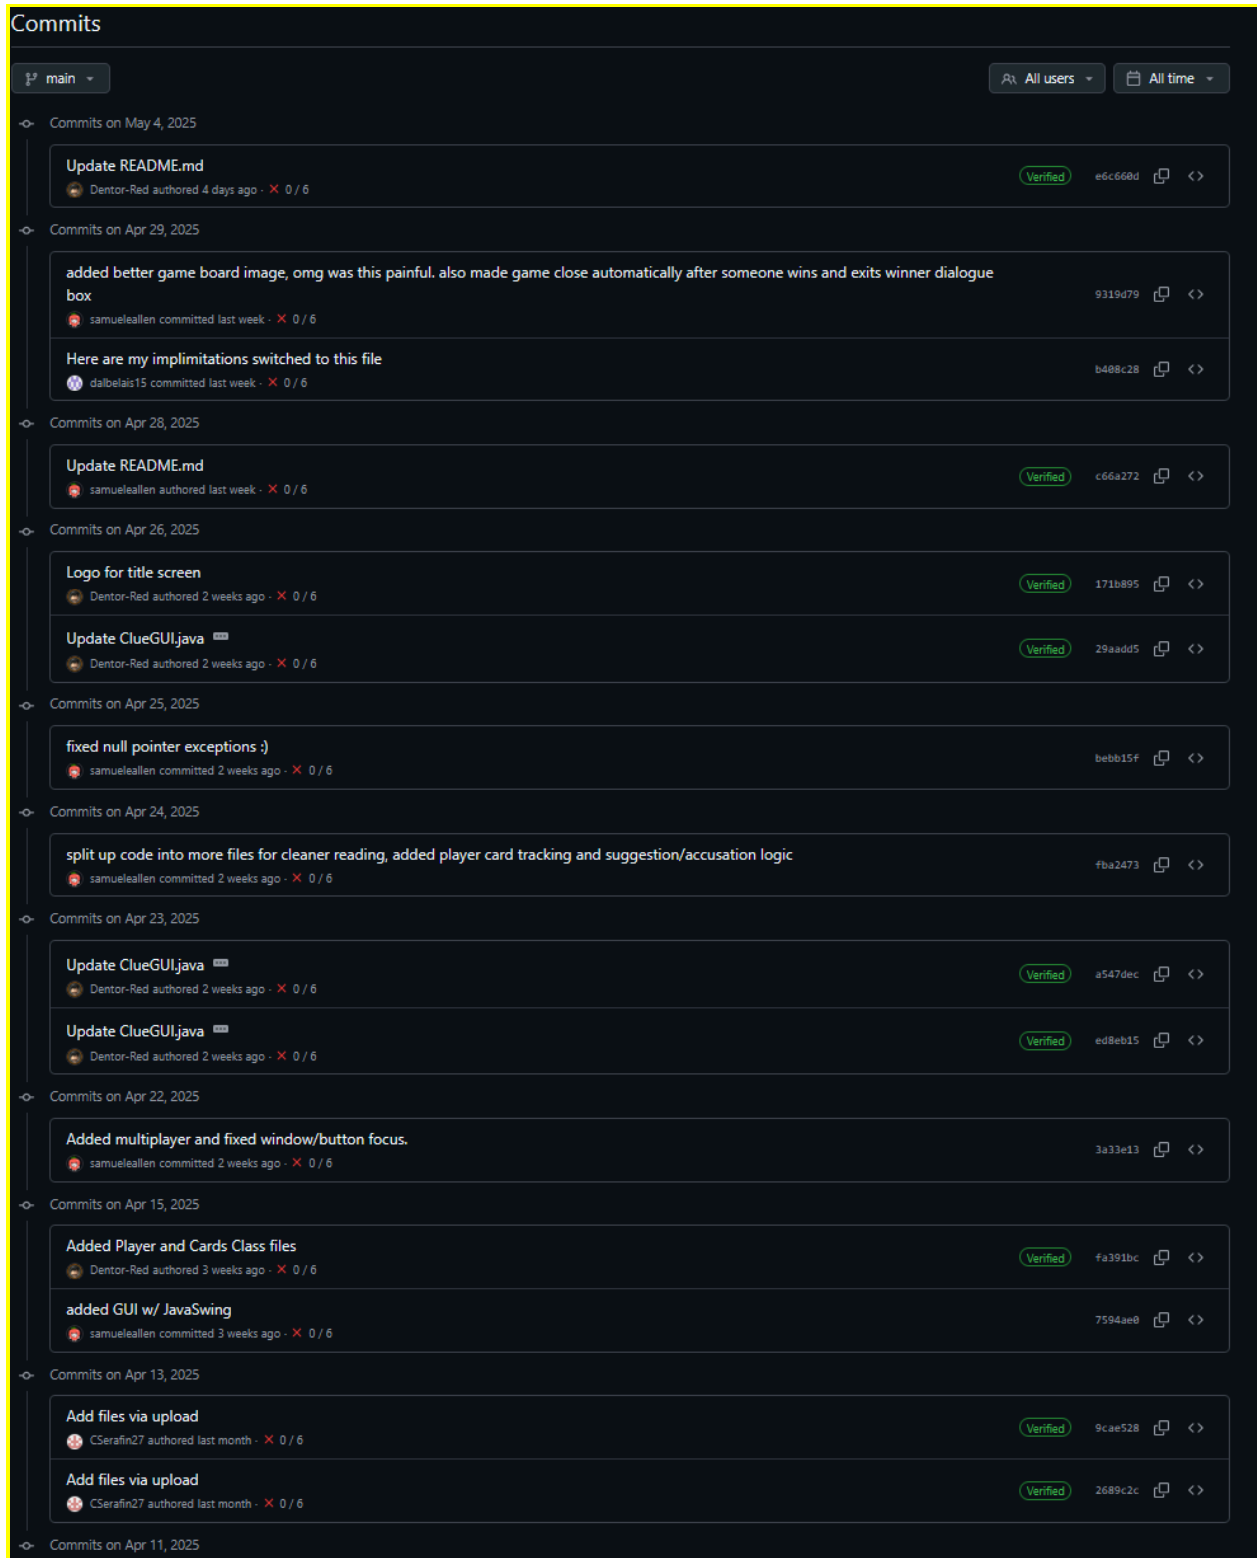 Commits
main
All users
All time
Commits on May 4, 2025
Update README.md
Verified
e6c660d
Dentor-Red authored 4 days ago · 0 / 6
Commits on Apr 29, 2025
added better game board image, omg was this painful. also made game close automatically after someone wins and exits winner dialogue
box
9319d79
samueleallen committed last week · 0 / 6
Here are my implimitations switched to this file
b408c28
dalbelais15 committed last week · 0 / 6
Commits on Apr 28, 2025
Update README.md
Verified
c66a272
samueleallen authored last week · 0 / 6
Commits on Apr 26, 2025
Logo for title screen
Verified
171b895
Dentor-Red authored 2 weeks ago · 0 / 6
Update ClueGUI.java
Verified
29aadd5
Dentor-Red authored 2 weeks ago · 0 / 6
Commits on Apr 25, 2025
fixed null pointer exceptions :)
bebb15f
samueleallen committed 2 weeks ago · 0 / 6
Commits on Apr 24, 2025
split up code into more files for cleaner reading, added player card tracking and suggestion/accusation logic
fba2473
samueleallen committed 2 weeks ago · 0 / 6
Commits on Apr 23, 2025
Update ClueGUI.java
Verified
a547dec
Dentor-Red authored 2 weeks ago · 0 / 6
Update ClueGUI.java
Verified
ed8eb15
Dentor-Red authored 2 weeks ago · 0 / 6
Commits on Apr 22, 2025
Added multiplayer and fixed window/button focus.
3a33e13
samueleallen committed 2 weeks ago · 0 / 6
Commits on Apr 15, 2025
Added Player and Cards Class files
Verified
fa391bc
Dentor-Red authored 3 weeks ago · 0 / 6
added GUI w/ JavaSwing
7594ae0
samueleallen committed 3 weeks ago · 0 / 6
Commits on Apr 13, 2025
Add files via upload
Verified
9cae528
CSerafin27 authored last month · 0 / 6
Add files via upload
Verified
2689c2c
CSerafin27 authored last month · 0 / 6
Commits on Apr 11, 2025